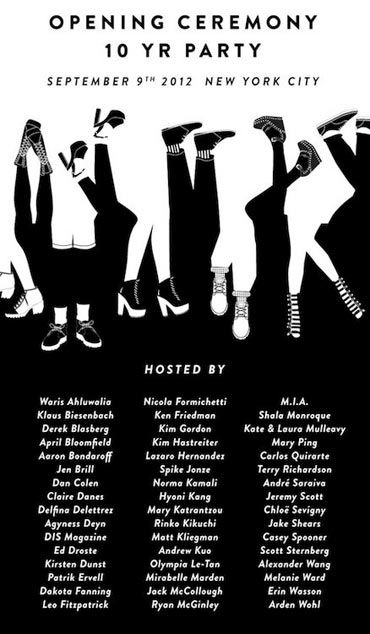 OPENING CEREMONY
10 YR PARTY
SEPTEMBER 9TH 2012 NEW YORK CITY
HOSTED BY
Waris Ahluwalia
Klaus Biesenbach
Derek Blasberg
April Bloomfield
Aaron Bondaroff
Jen Brill
Dan Colen
Claire Danes
Delfina Delettrez
Agyness Deyn
DIS Magazine
Ed Droste
Kirsten Dunst
Patrik Ervell
Dakota Fanning
Leo Fitzpatrick
Nicola Formichetti
Ken Friedman
Kim Gordon
Kim Hastreiter
Lazaro Hernandez
Spike Jonze
Norma Kamali
Hyoni Kang
Mary Katrantzou
Rinko Kikuchi
Matt Kliegman
Andrew Kuo
Olympia Le-Tan
Mirabelle Marden
Jack McCollough
Ryan McGinley
M.I.A.
Shala Monroque
Kate & Laura Mulleavy
Mary Ping
Carlos Quirarte
Terry Richardson
André Saraiva
Jeremy Scott
Chloë Sevigny
Jake Shears
Casey Spooner
Scott Sternberg
Alexander Wang
Melanie Ward
Erin Wasson
Arden Wohl